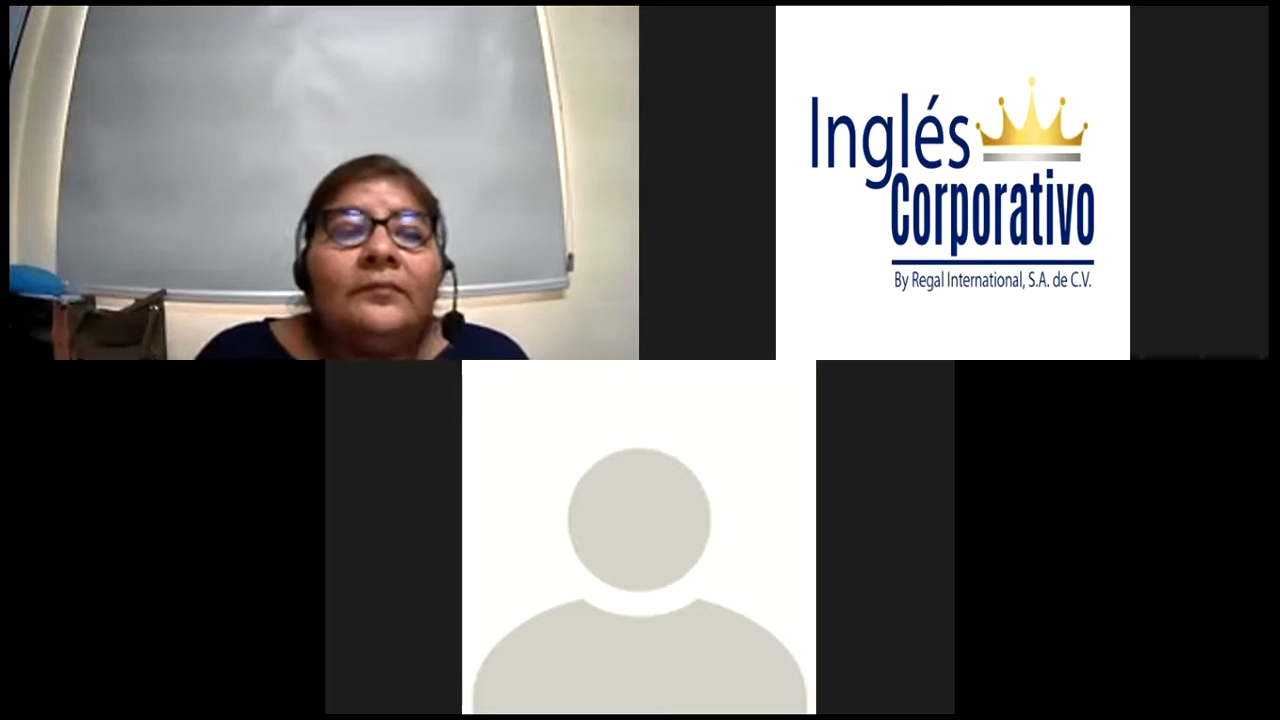 Inglés
Corporativo
By Regal International, S.A. de C.V.